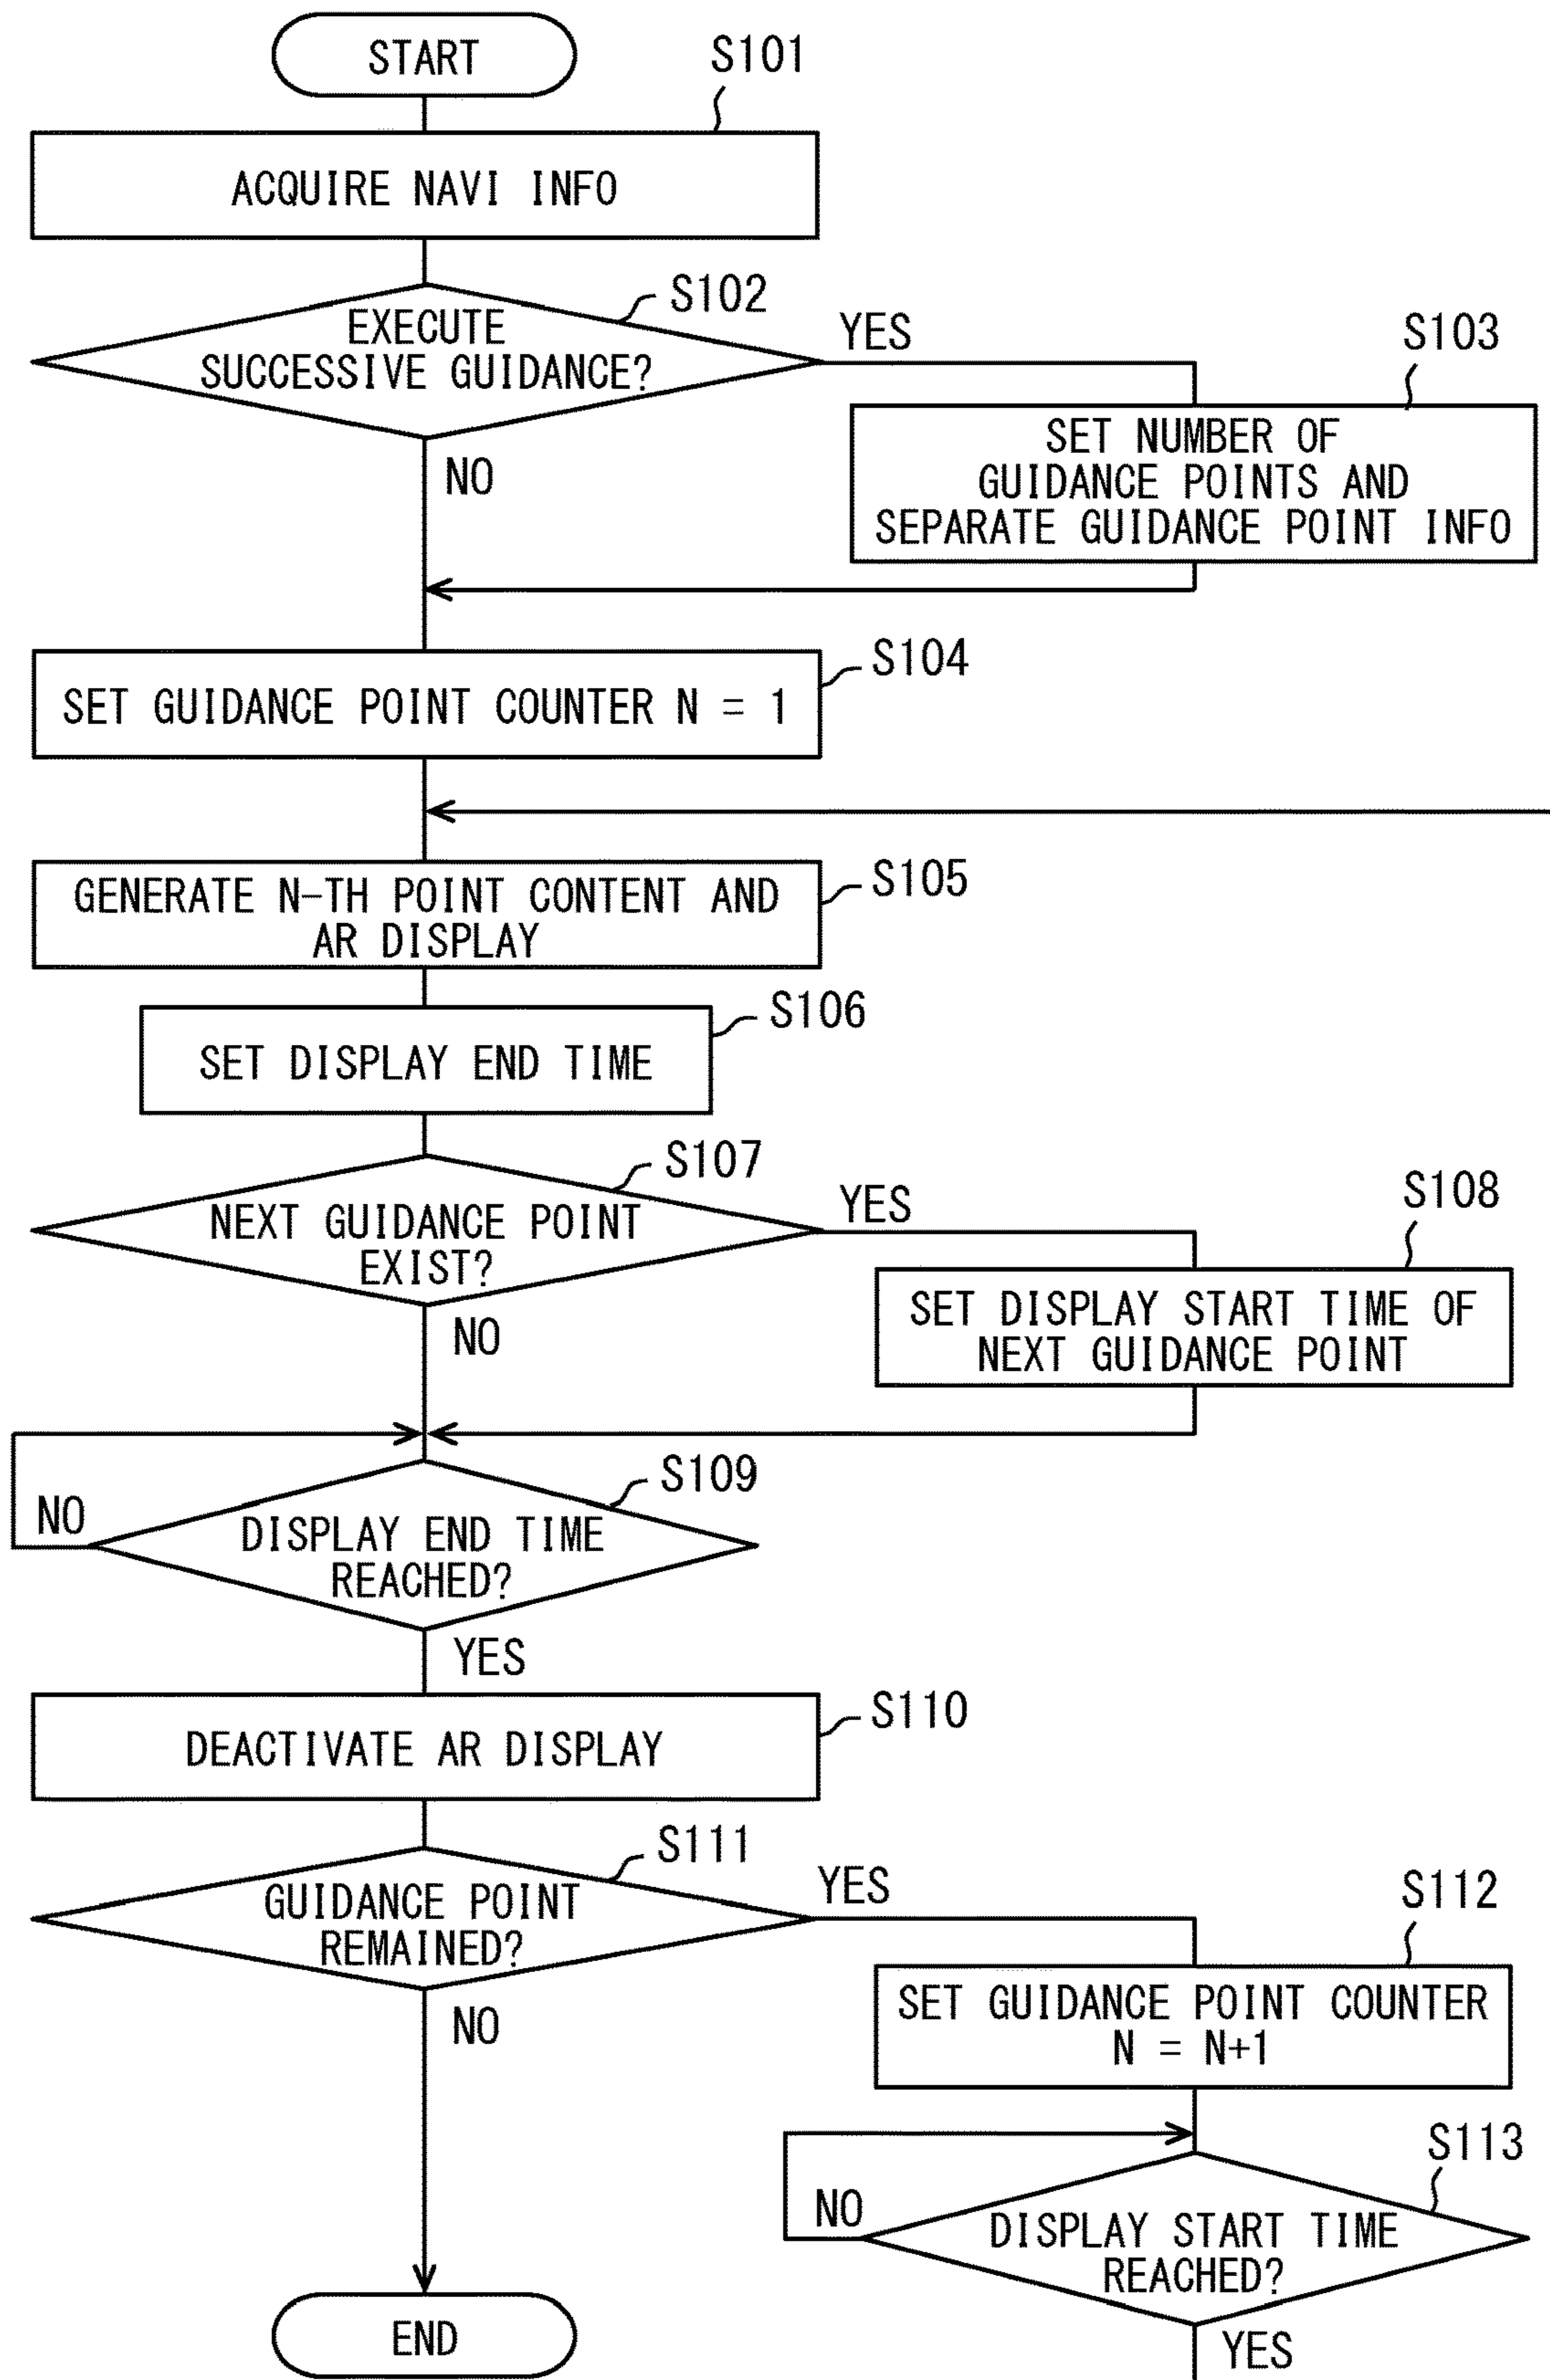 START
S101
ACQUIRE NAVI INFO
S102
EXECUTE
SUCCESSIVE GUIDANCE?
YES
NO
S103
SET NUMBER OF
GUIDANCE POINTS AND
SEPARATE GUIDANCE POINT INFO
S104
SET GUIDANCE POINT COUNTER N = 1
S105
GENERATE N-TH POINT CONTENT AND
AR DISPLAY
S106
SET DISPLAY END TIME
S107
NEXT GUIDANCE POINT
EXIST?
YES
NO
S108
SET DISPLAY START TIME OF
NEXT GUIDANCE POINT
S109
NO
DISPLAY END TIME
REACHED?
YES
S110
DEACTIVATE AR DISPLAY
S111
GUIDANCE POINT
REMAINED?
YES
NO
S112
SET GUIDANCE POINT COUNTER
N = N+1
S113
NO
DISPLAY START TIME
REACHED?
YES
END